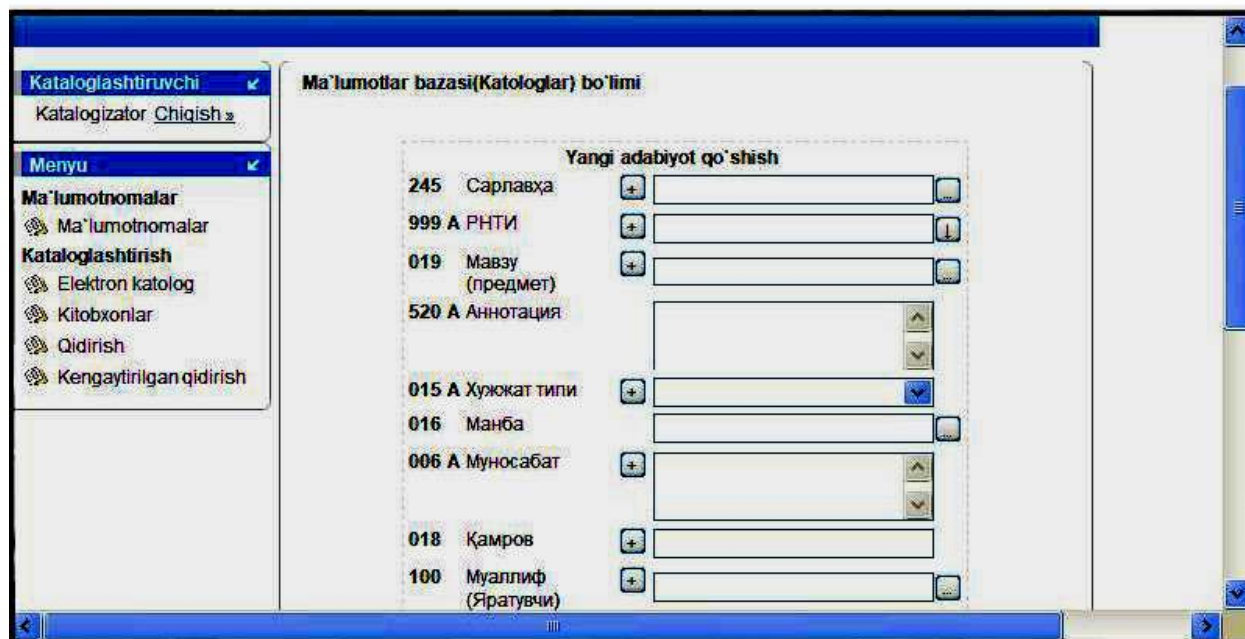 Kataloglashtiruvchi
Katalogizator Chiqish »
Menyu
Ma`lumotnomalar
Ma`lumotnomalar
Kataloglashtirish
Elektron katolog
Kitobxonlar
Qidirish
Kengaytirilgan qidirish
Ma`lumotlar bazasi(Katologlar) bo`limi
Yangi adabiyot qo`shish
245 Сарлавҳа + ...
999 A РНТИ + ↓
019 Мавзу + ...
(предмет)
520 A Аннотация
015 A Хужжат типи +
016 Манба ...
006 A Муносабат +
018 Қамров +
100 Муаллиф + ...
(Яратувчи)